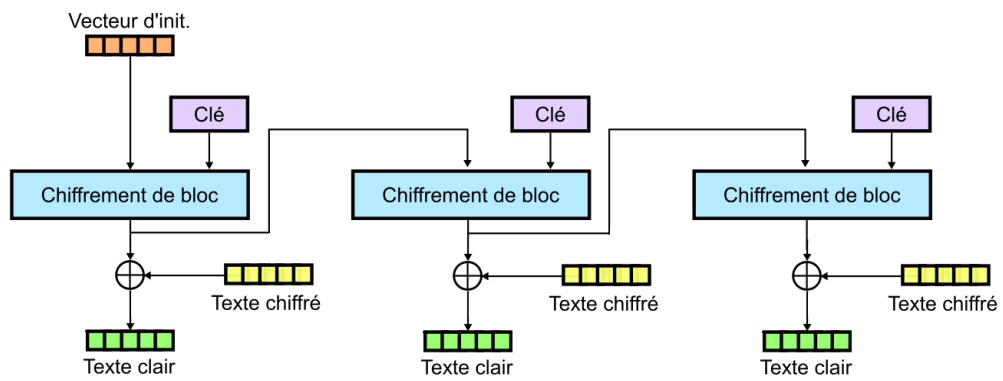 Vecteur d'init.
Clé
Clé
Clé
Chiffrement de bloc
Chiffrement de bloc
Chiffrement de bloc
Texte chiffré
Texte chiffré
Texte chiffré
Texte clair
Texte clair
Texte clair